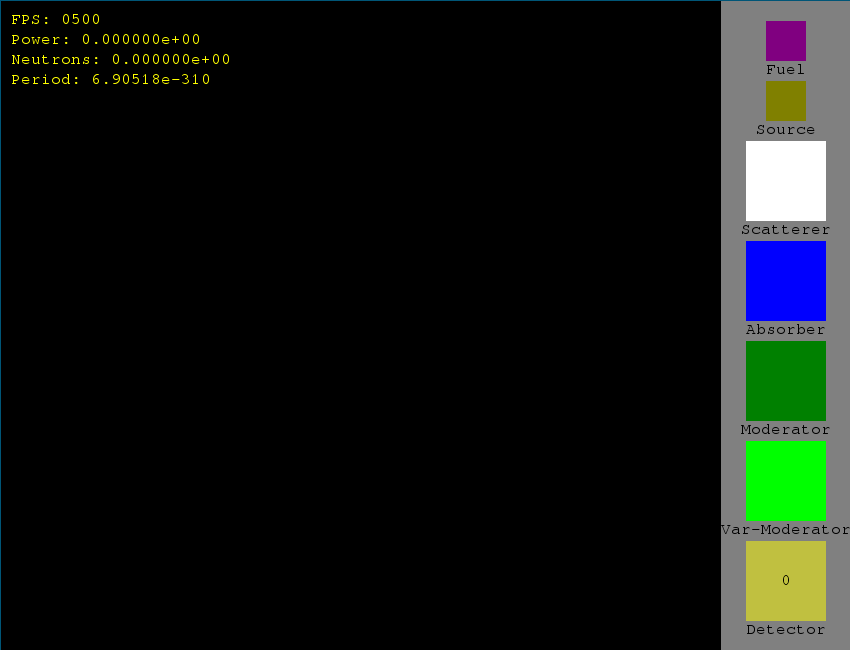 FPS: 0500
Power: 0.000000e+00
Neutrons: 0.000000e+00
Period: 6.90518e-310
Fuel
Source
Scatterer
Absorber
Moderator
Var-Moderator
0
Detector